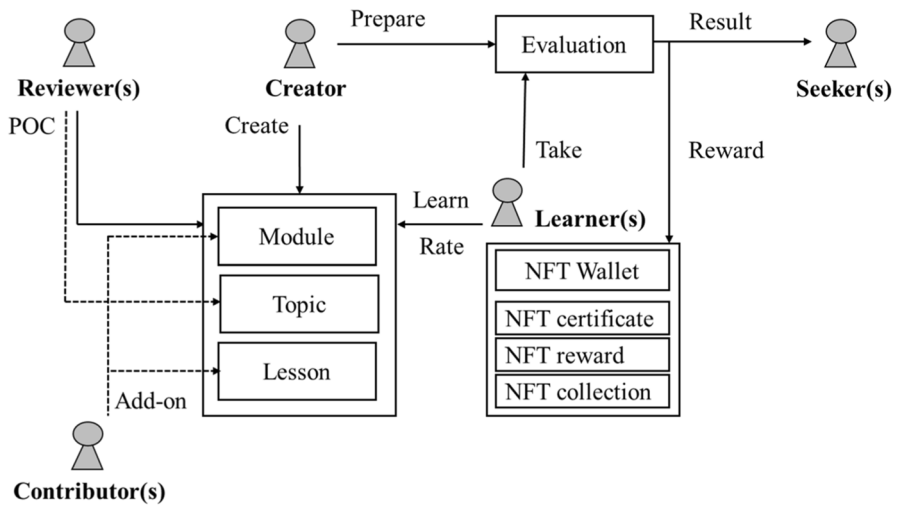 Prepare
Evaluation
Result
Reviewer(s)
Creator
Seeker(s)
POC
Create
Take
Reward
Learn
Learner(s)
Rate
Module
Topic
Lesson
NFT Wallet
NFT certificate
NFT reward
NFT collection
Add-on
Contributor(s)